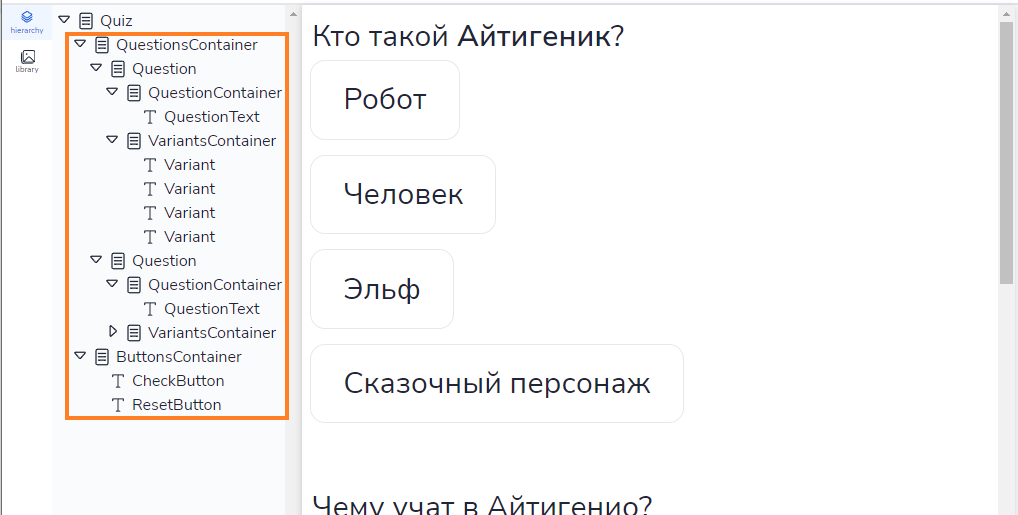 hierarchy
library
Quiz
QuestionsContainer
Question
QuestionContainer
QuestionText
VariantsContainer
Variant
Variant
Variant
Variant
Question
QuestionContainer
QuestionText
VariantsContainer
ButtonsContainer
CheckButton
ResetButton
Кто такой Айтигеник?
Робот
Человек
Эльф
Сказочный персонаж
Чему учат в Айтигенио?